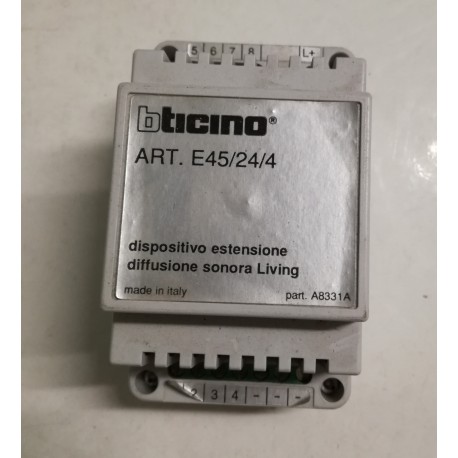 5 6 7 8 L+
bticino®
ART. E45/24/4
dispositivo estensione
diffusione sonora Living
made in italy part. A8331A
2 3 4 - - -